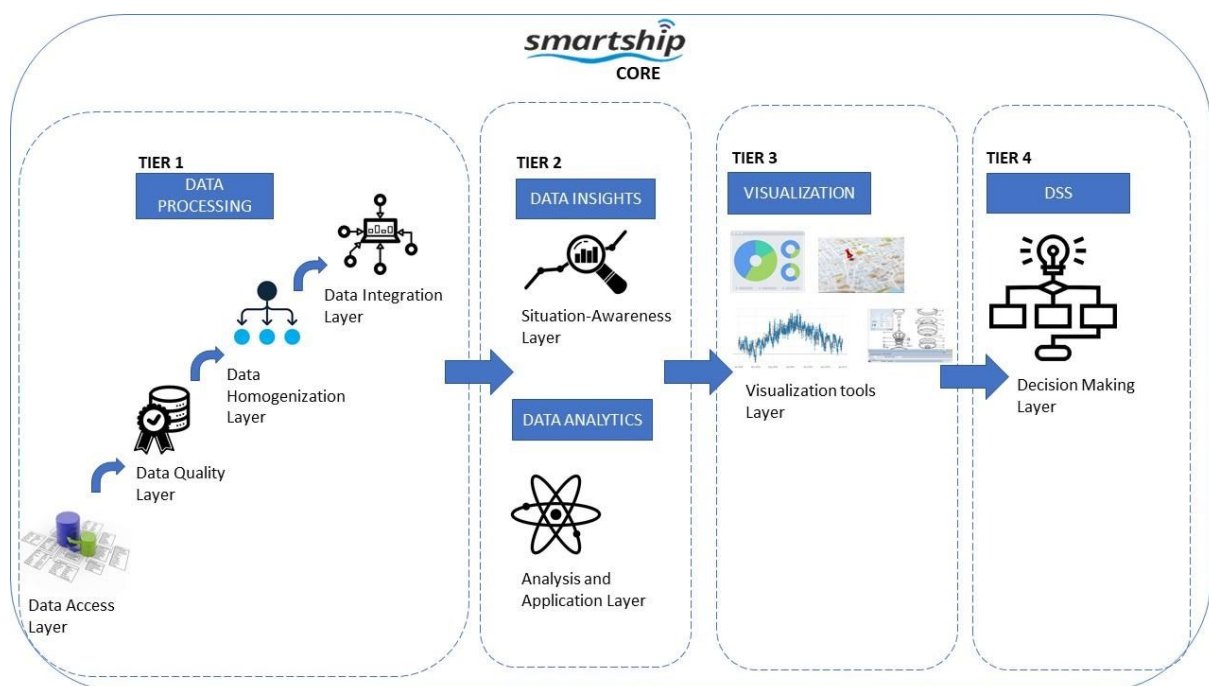 smartship
CORE
TIER 1
DATA
PROCESSING
Data Integration
Layer
Data
Homogenization
Layer
Data Quality
Layer
Data Access
Layer
TIER 2
DATA INSIGHTS
Situation-Awareness
Layer
DATA ANALYTICS
Analysis and
Application Layer
TIER 3
VISUALIZATION
Visualization tools
Layer
TIER 4
DSS
Decision Making
Layer